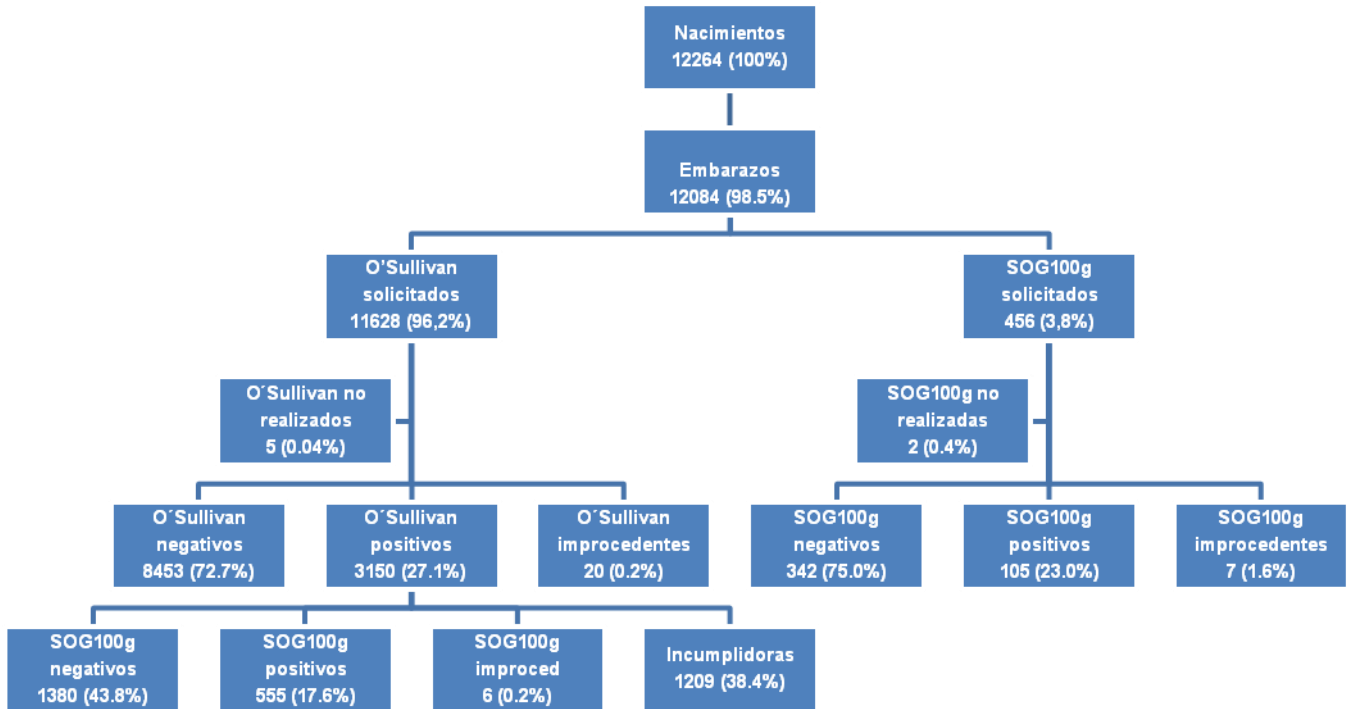 Nacimientos
12264 (100%)
Embarazos
12084 (98.5%)
O'Sullivan
solicitados
11628 (96,2%)
SOG100g
solicitados
456 (3,8%)
O´Sullivan no
realizados
5 (0.04%)
SOG100g no
realizadas
2 (0.4%)
O´Sullivan
negativos
8453 (72.7%)
O´Sullivan
positivos
3150 (27.1%)
O´Sullivan
improcedentes
20 (0.2%)
SOG100g
negativos
342 (75.0%)
SOG100g
positivos
105 (23.0%)
SOG100g
improcedentes
7 (1.6%)
SOG100g
negativos
1380 (43.8%)
SOG100g
positivos
555 (17.6%)
SOG100g
improced
6 (0.2%)
Incumplidoras
1209 (38.4%)